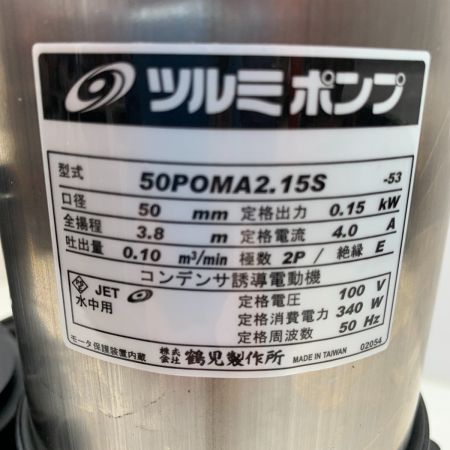 ツルミポンプ
型式 50POMA2.15S -53
口径 50 mm 定格出力 0.15 kW
全揚程 3.8 m 定格電流 4.0 A
吐出量 0.10 m³/min 極数 2P / 絶縁 E
コンデンサ誘導電動機
JET 定格電圧 100 V
水中用 定格消費電力 340 W
定格周波数 50 Hz
モータ保護装置内蔵 株式会社 鶴見製作所 MADE IN TAIWAN 02054